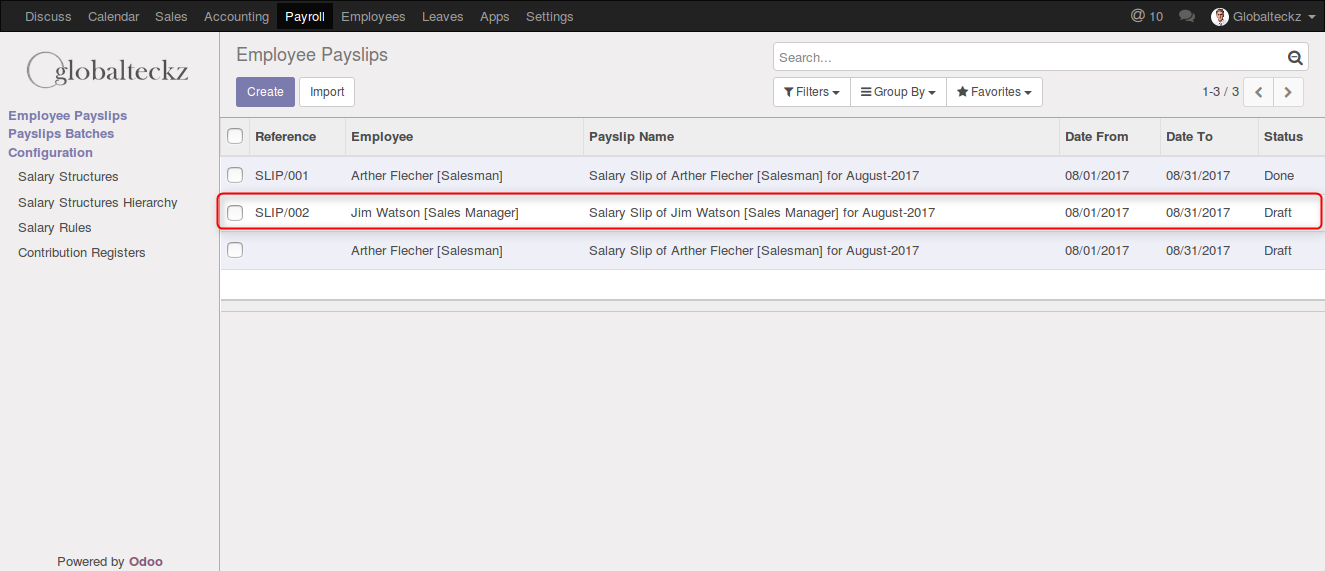 Discuss Calendar Sales Accounting Payroll Employees Leaves Apps Settings @ 10 Globalteckz
globalteckz
Employee Payslips
Payslips Batches
Configuration
Salary Structures
Salary Structures Hierarchy
Salary Rules
Contribution Registers
Powered by Odoo
Employee Payslips
Search...
Create Import
Filters Group By Favorites 1-3 / 3
Reference Employee Payslip Name Date From Date To Status
SLIP/001 Arther Flecher [Salesman] Salary Slip of Arther Flecher [Salesman] for August-2017 08/01/2017 08/31/2017 Done
SLIP/002 Jim Watson [Sales Manager] Salary Slip of Jim Watson [Sales Manager] for August-2017 08/01/2017 08/31/2017 Draft
Arther Flecher [Salesman] Salary Slip of Arther Flecher [Salesman] for August-2017 08/01/2017 08/31/2017 Draft